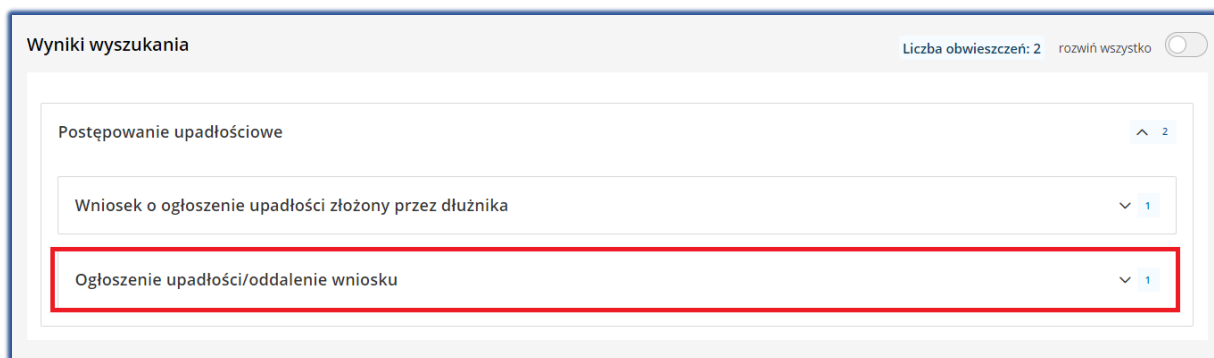 Wyniki wyszukania
Liczba obwieszczeń: 2 rozwiń wszystko
Postępowanie upadłościowe
2
Wniosek o ogłoszenie upadłości złożony przez dłużnika
1
Ogłoszenie upadłości/oddalenie wniosku
1